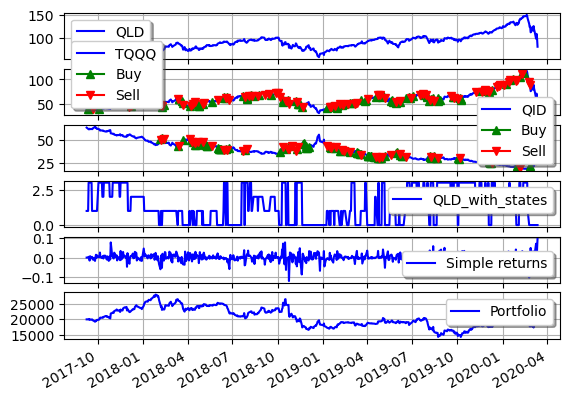 150
100
QLD
TQQQ
Buy
Sell
100
50
QID
Buy
Sell
50
25
2.5
0.0
QLD_with_states
0.1
0.0
−0.1
Simple returns
25000
20000
15000
Portfolio
2017-10
2018-01
2018-04
2018-07
2018-10
2019-01
2019-04
2019-07
2019-10
2020-01
2020-04